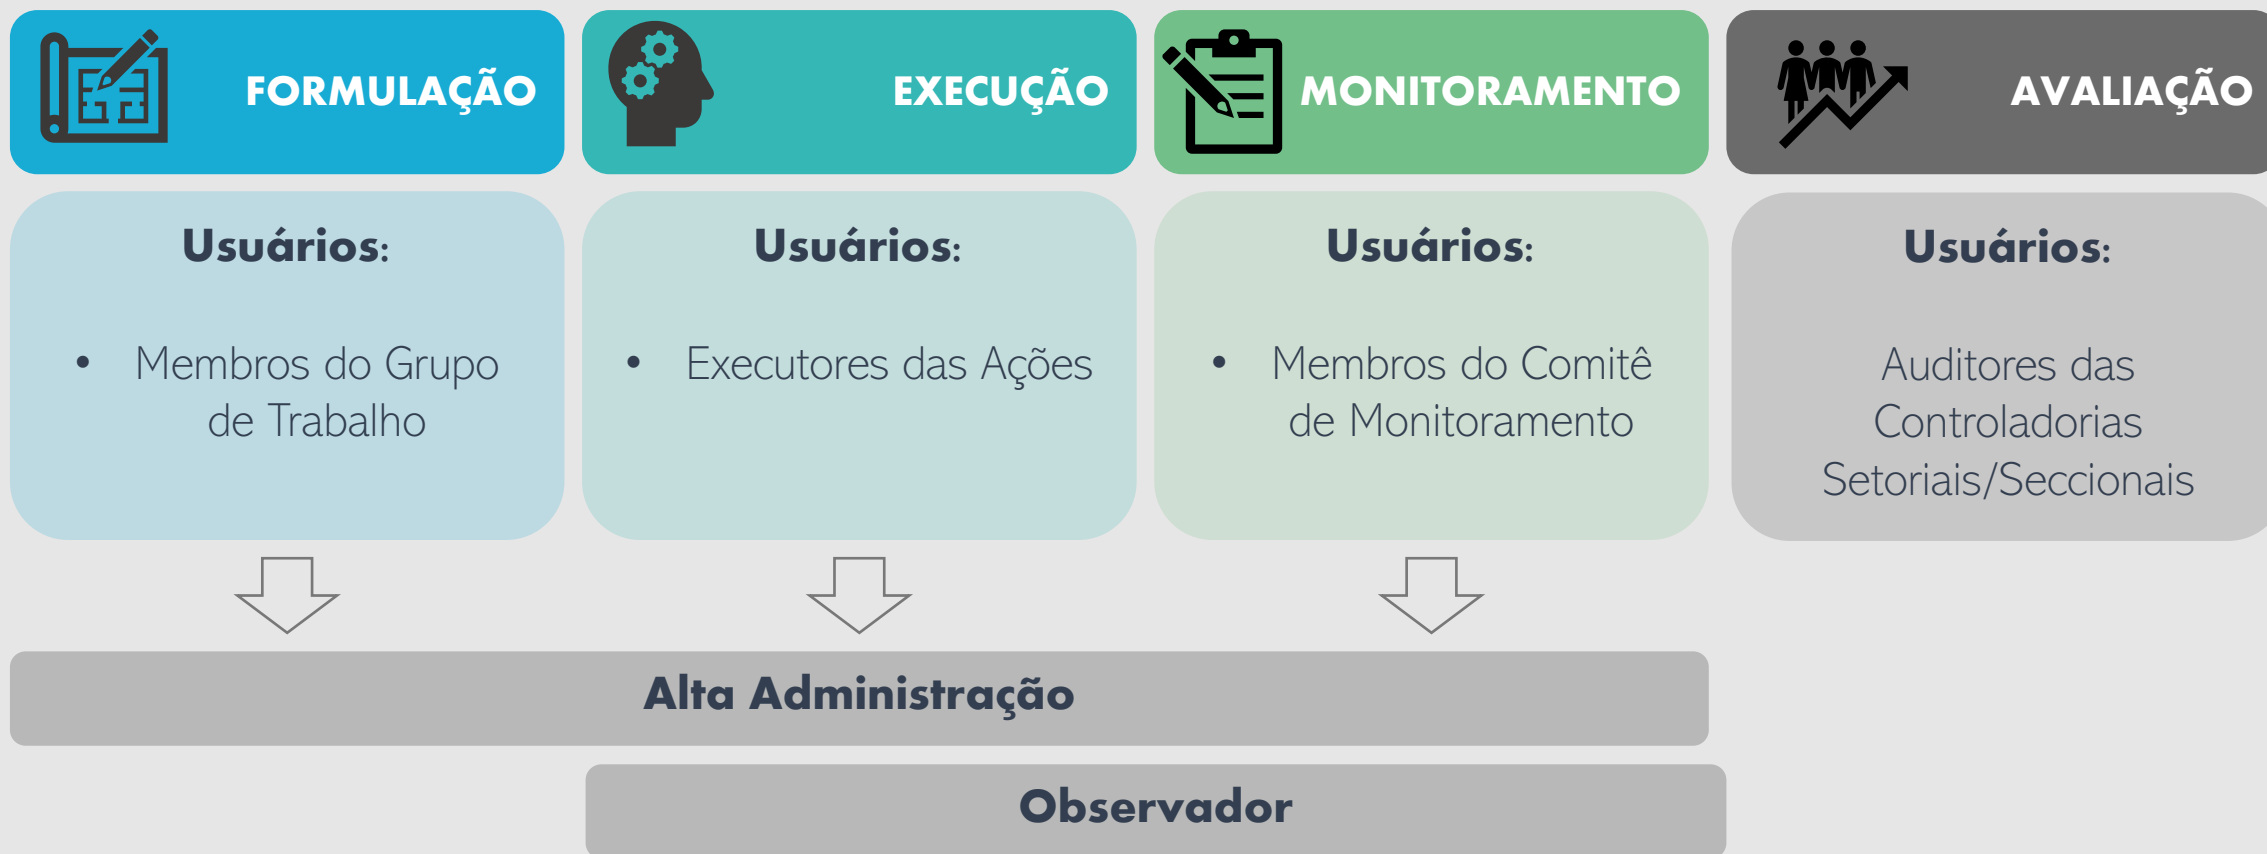 FORMULAÇÃO
EXECUÇÃO
MONITORAMENTO
AVALIAÇÃO
Usuários:
• Membros do Grupo
de Trabalho
Usuários:
• Executores das Ações
Usuários:
• Membros do Comitê
de Monitoramento
Usuários:
Auditores das
Controladorias
Setoriais/Seccionais
Alta Administração
Observador